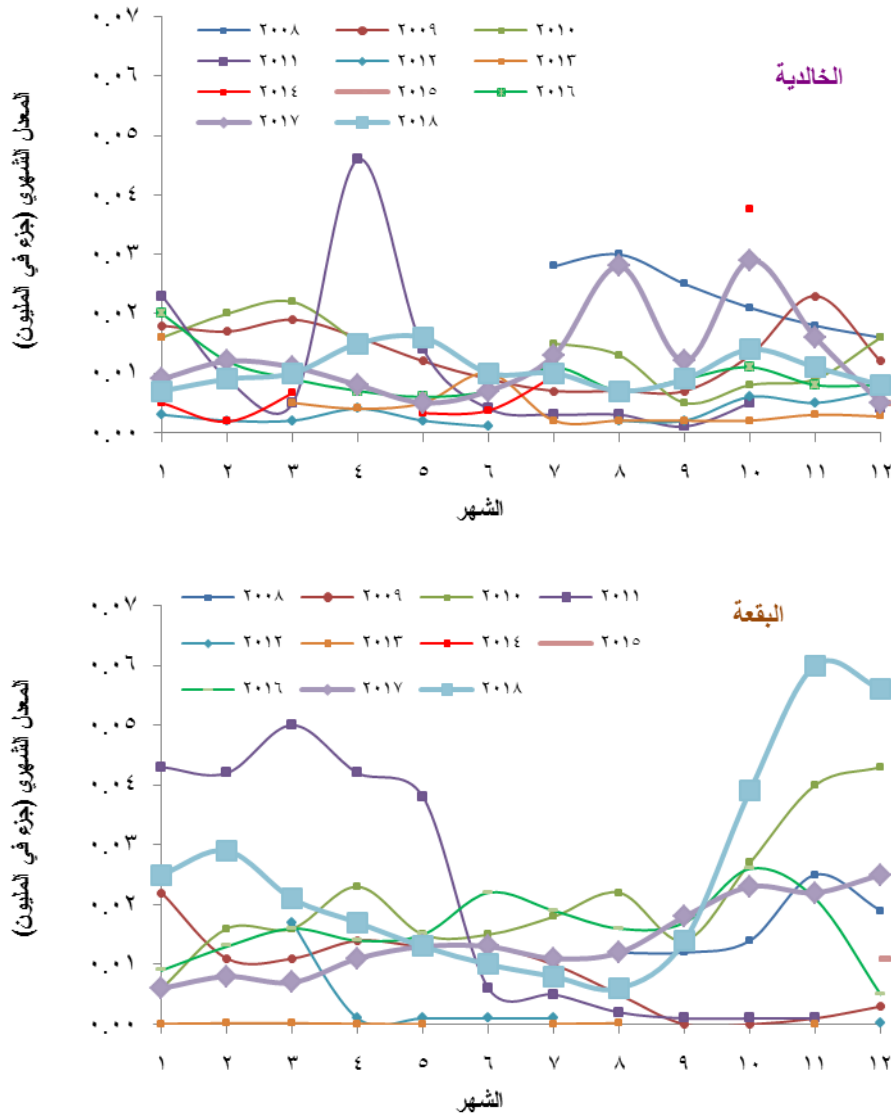 المعدل الشهري (جزء في المليون)
٠.٠٧
٠.٠٦
٠.٠٥
٠.٠٤
٠.٠٣
٠.٠٢
٠.٠١
٠.٠٠
٢٠٠٨ ٢٠٠٩ ٢٠١٠
٢٠١١ ٢٠١٢ ٢٠١٣
٢٠١٤ ٢٠١٥ ٢٠١٦
٢٠١٧ ٢٠١٨
الخالدية
١ ٢ ٣ ٤ ٥ ٦ ٧ ٨ ٩ ١٠ ١١ ١٢
الشهر
المعدل الشهري (جزء في المليون)
٠.٠٧
٠.٠٦
٠.٠٥
٠.٠٤
٠.٠٣
٠.٠٢
٠.٠١
٠.٠٠
٢٠٠٨ ٢٠٠٩ ٢٠١٠ ٢٠١١
٢٠١٢ ٢٠١٣ ٢٠١٤ ٢٠١٥
٢٠١٦ ٢٠١٧ ٢٠١٨
البقعة
١ ٢ ٣ ٤ ٥ ٦ ٧ ٨ ٩ ١٠ ١١ ١٢
الشهر